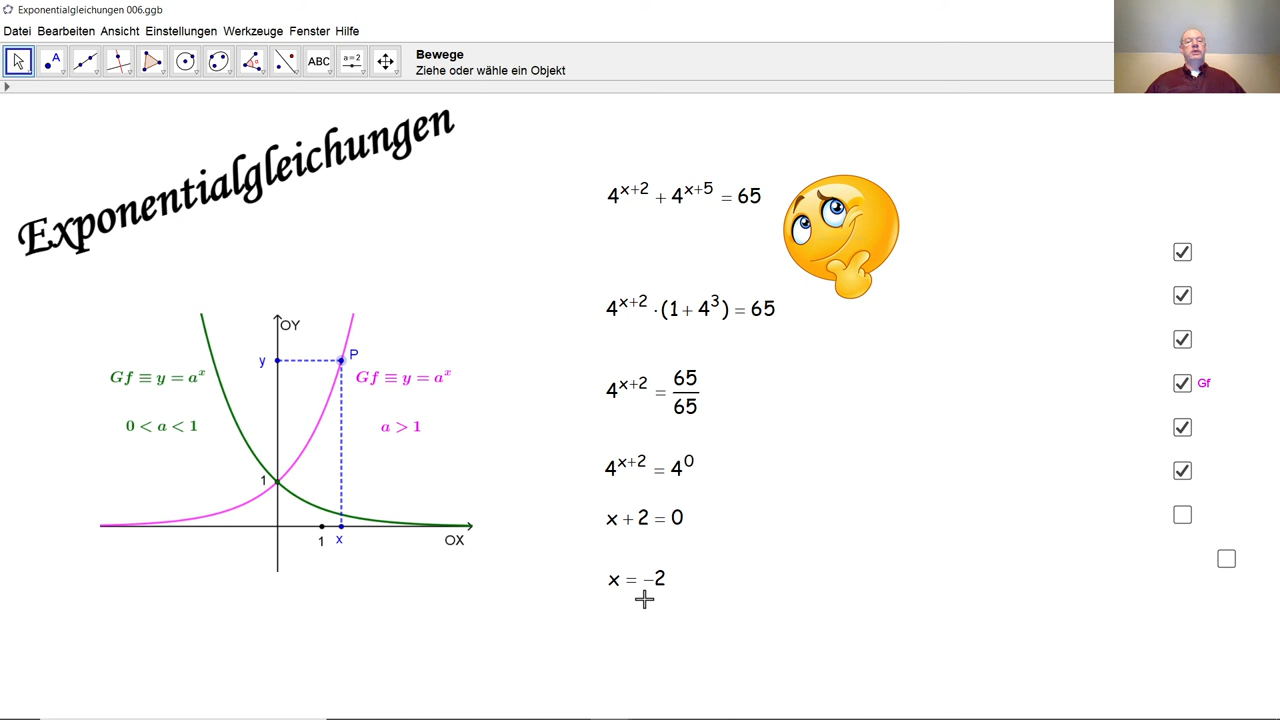 Exponentialgleichungen 006.ggb
Datei Bearbeiten Ansicht Einstellungen Werkzeuge Fenster Hilfe
A
ABC
a=2
Bewege
Ziehe oder wähle ein Objekt
Exponentialgleichungen
4^{x+2} + 4^{x+5} = 65
4^{x+2} · (1 + 4^3) = 65
4^{x+2} = 65/65
4^{x+2} = 4^0
x + 2 = 0
x = −2
OY
y
P
Gf ≡ y = a^x
Gf ≡ y = a^x
0 < a < 1
a > 1
1
1
x
OX
Gf